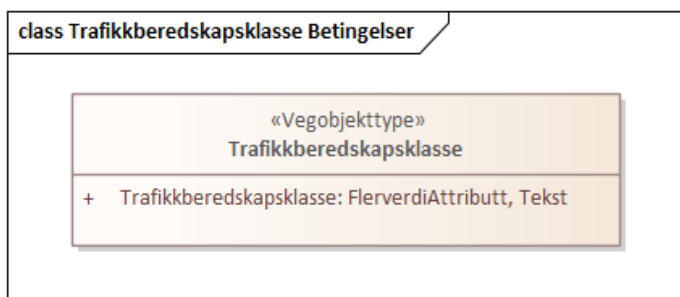 class Trafikkberedskapsklasse Betingelser
«Vegobjekttype»
Trafikkberedskapsklasse
+ Trafikkberedskapsklasse: FlerverdiAttributt, Tekst